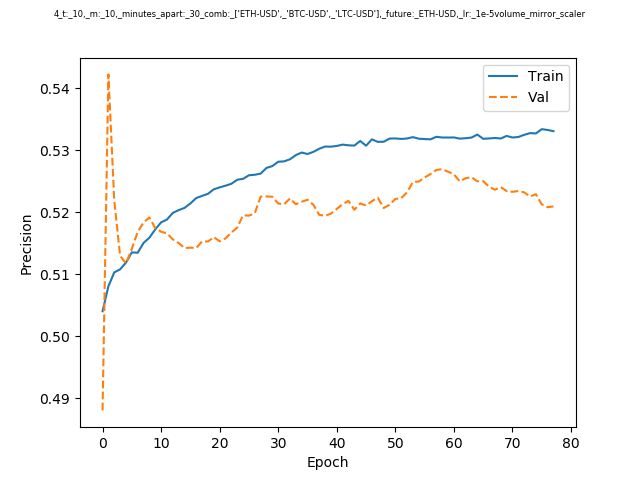 4_t:_10,_m:_10,_minutes_apart:_30_comb:_['ETH-USD',_'BTC-USD',_'LTC-USD'],_future:_ETH-USD,_lr:_1e-5volume_mirror_scaler
Train
Val
0.54
0.53
0.52
0.51
0.50
0.49
Precision
0 10 20 30 40 50 60 70 80
Epoch